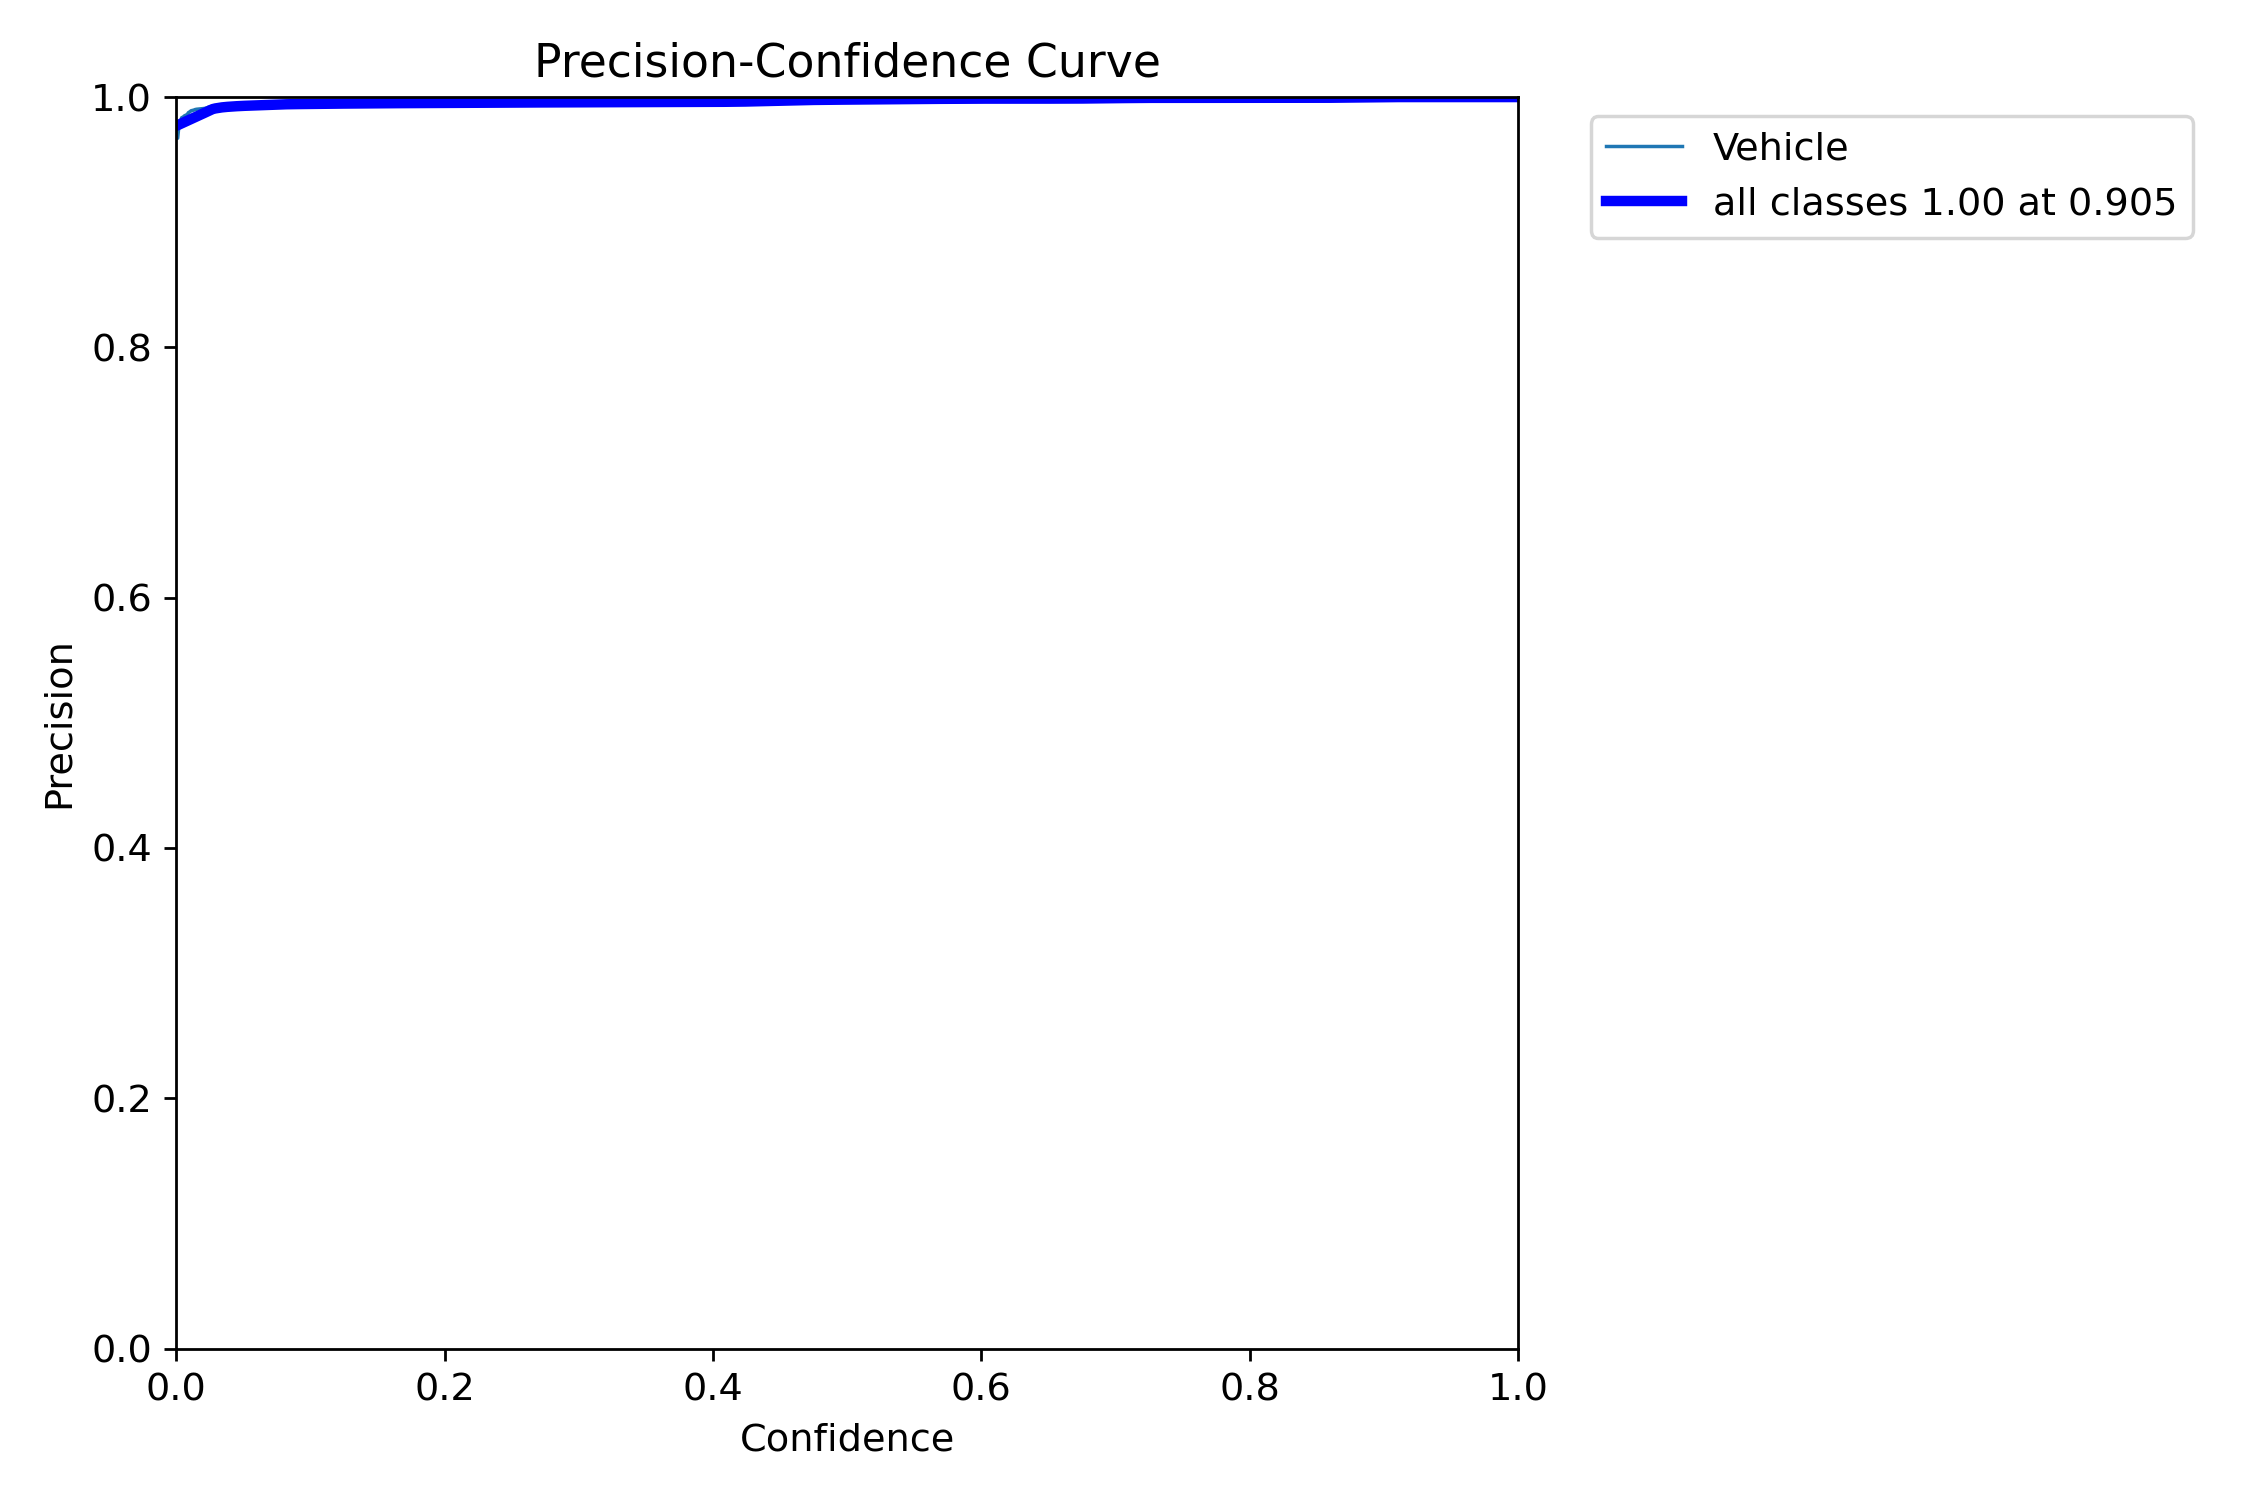 Precision-Confidence Curve
1.0
0.8
0.6
0.4
0.2
0.0
Precision
0.0 0.2 0.4 0.6 0.8 1.0
Confidence
Vehicle
all classes 1.00 at 0.905